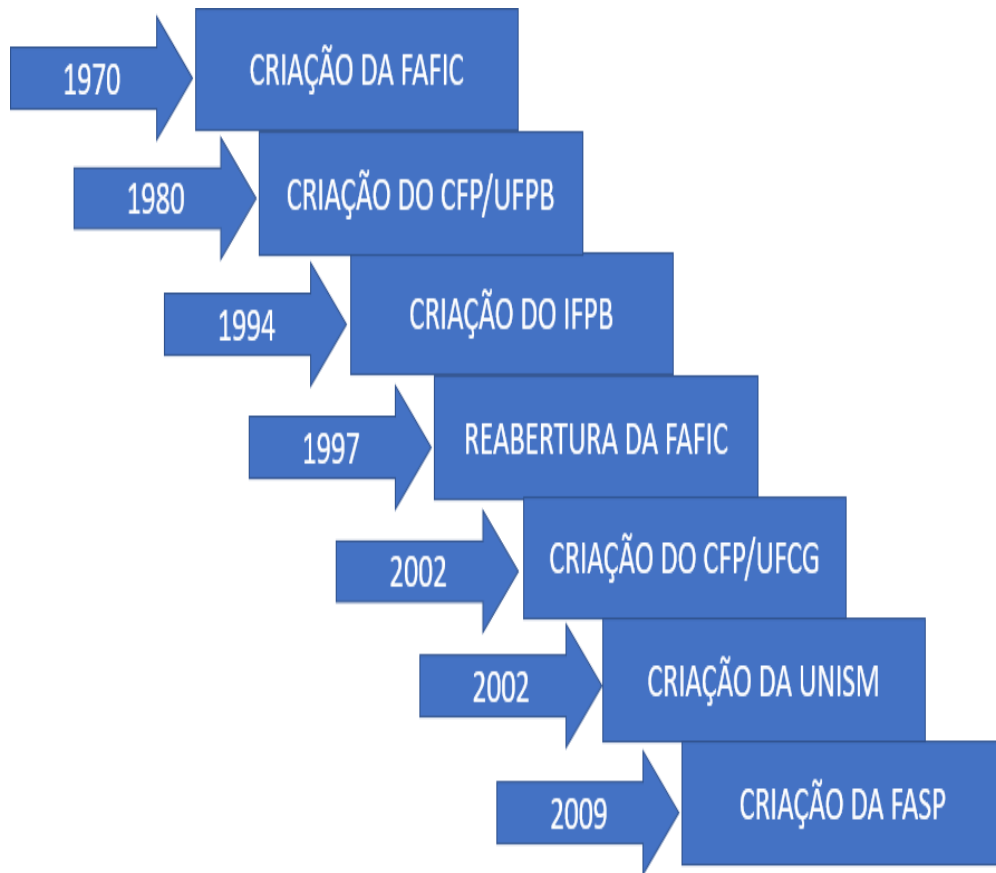 1970
CRIAÇÃO DA FAFIC
1980
CRIAÇÃO DO CFP/UFPB
1994
CRIAÇÃO DO IFPB
1997
REABERTURA DA FAFIC
2002
CRIAÇÃO DO CFP/UFCG
2002
CRIAÇÃO DA UNISM
2009
CRIAÇÃO DA FASP